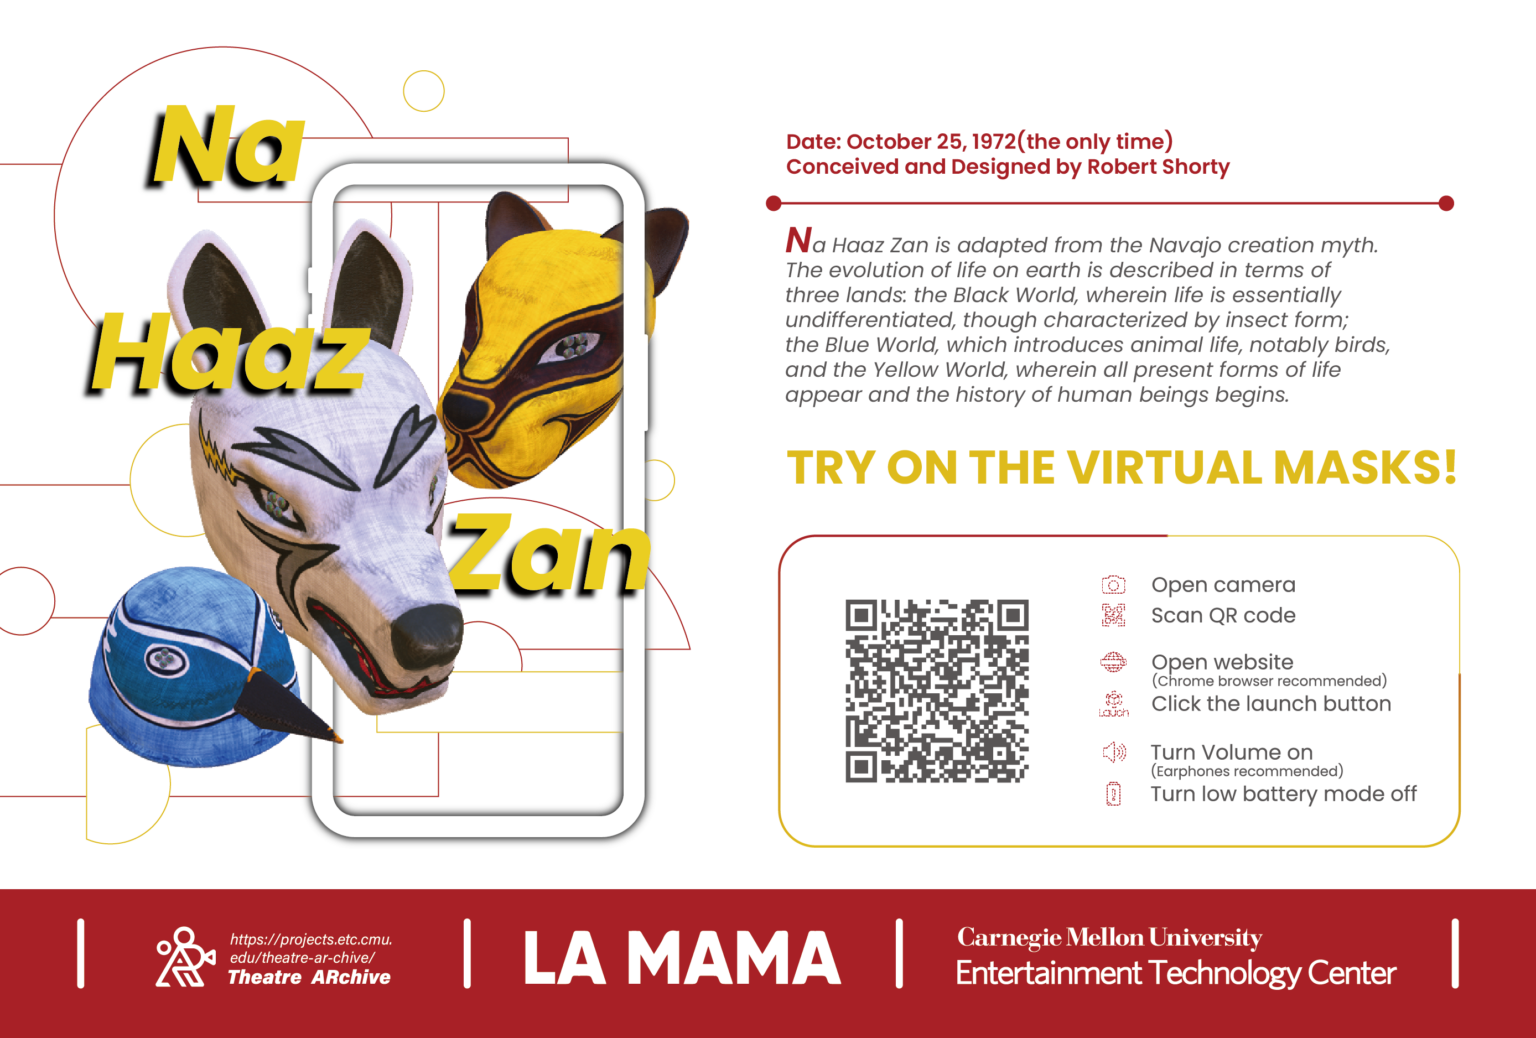 Na
Haaz
Zan
Date: October 25, 1972(the only time)
Conceived and Designed by Robert Shorty
Na Haaz Zan is adapted from the Navajo creation myth.
The evolution of life on earth is described in terms of
three lands: the Black World, wherein life is essentially
undifferentiated, though characterized by insect form;
the Blue World, which introduces animal life, notably birds,
and the Yellow World, wherein all present forms of life
appear and the history of human beings begins.
TRY ON THE VIRTUAL MASKS!
Open camera
Scan QR code
Open website
(Chrome browser recommended)
Lauch
Click the launch button
Turn Volume on
(Earphones recommended)
Turn low battery mode off
https://projects.etc.cmu.
edu/theatre-ar-chive/
Theatre ARchive
LA MAMA
Carnegie Mellon University
Entertainment Technology Center